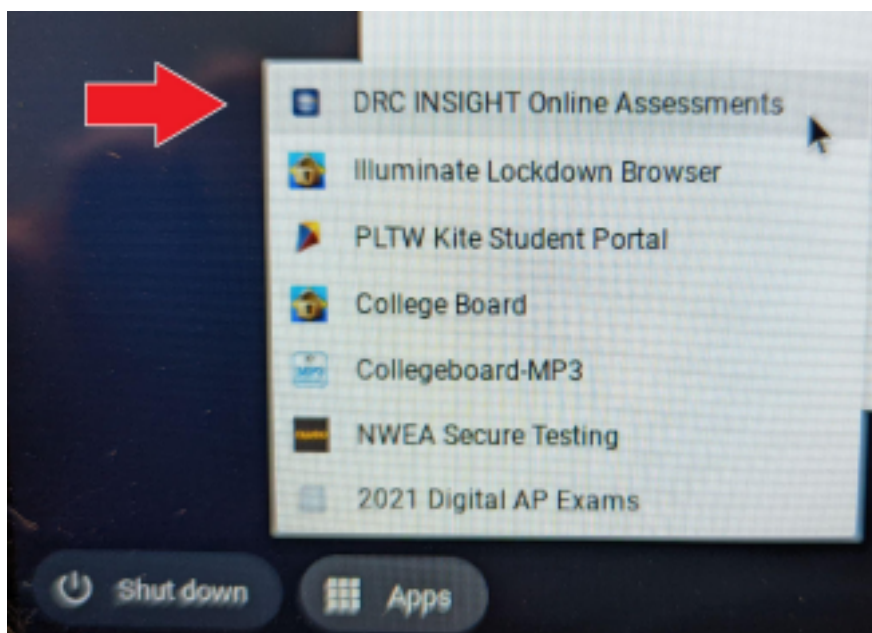 DRC INSIGHT Online Assessments
Illuminate Lockdown Browser
PLTW Kite Student Portal
College Board
Collegeboard-MP3
NWEA Secure Testing
2021 Digital AP Exams
Shut down
Apps